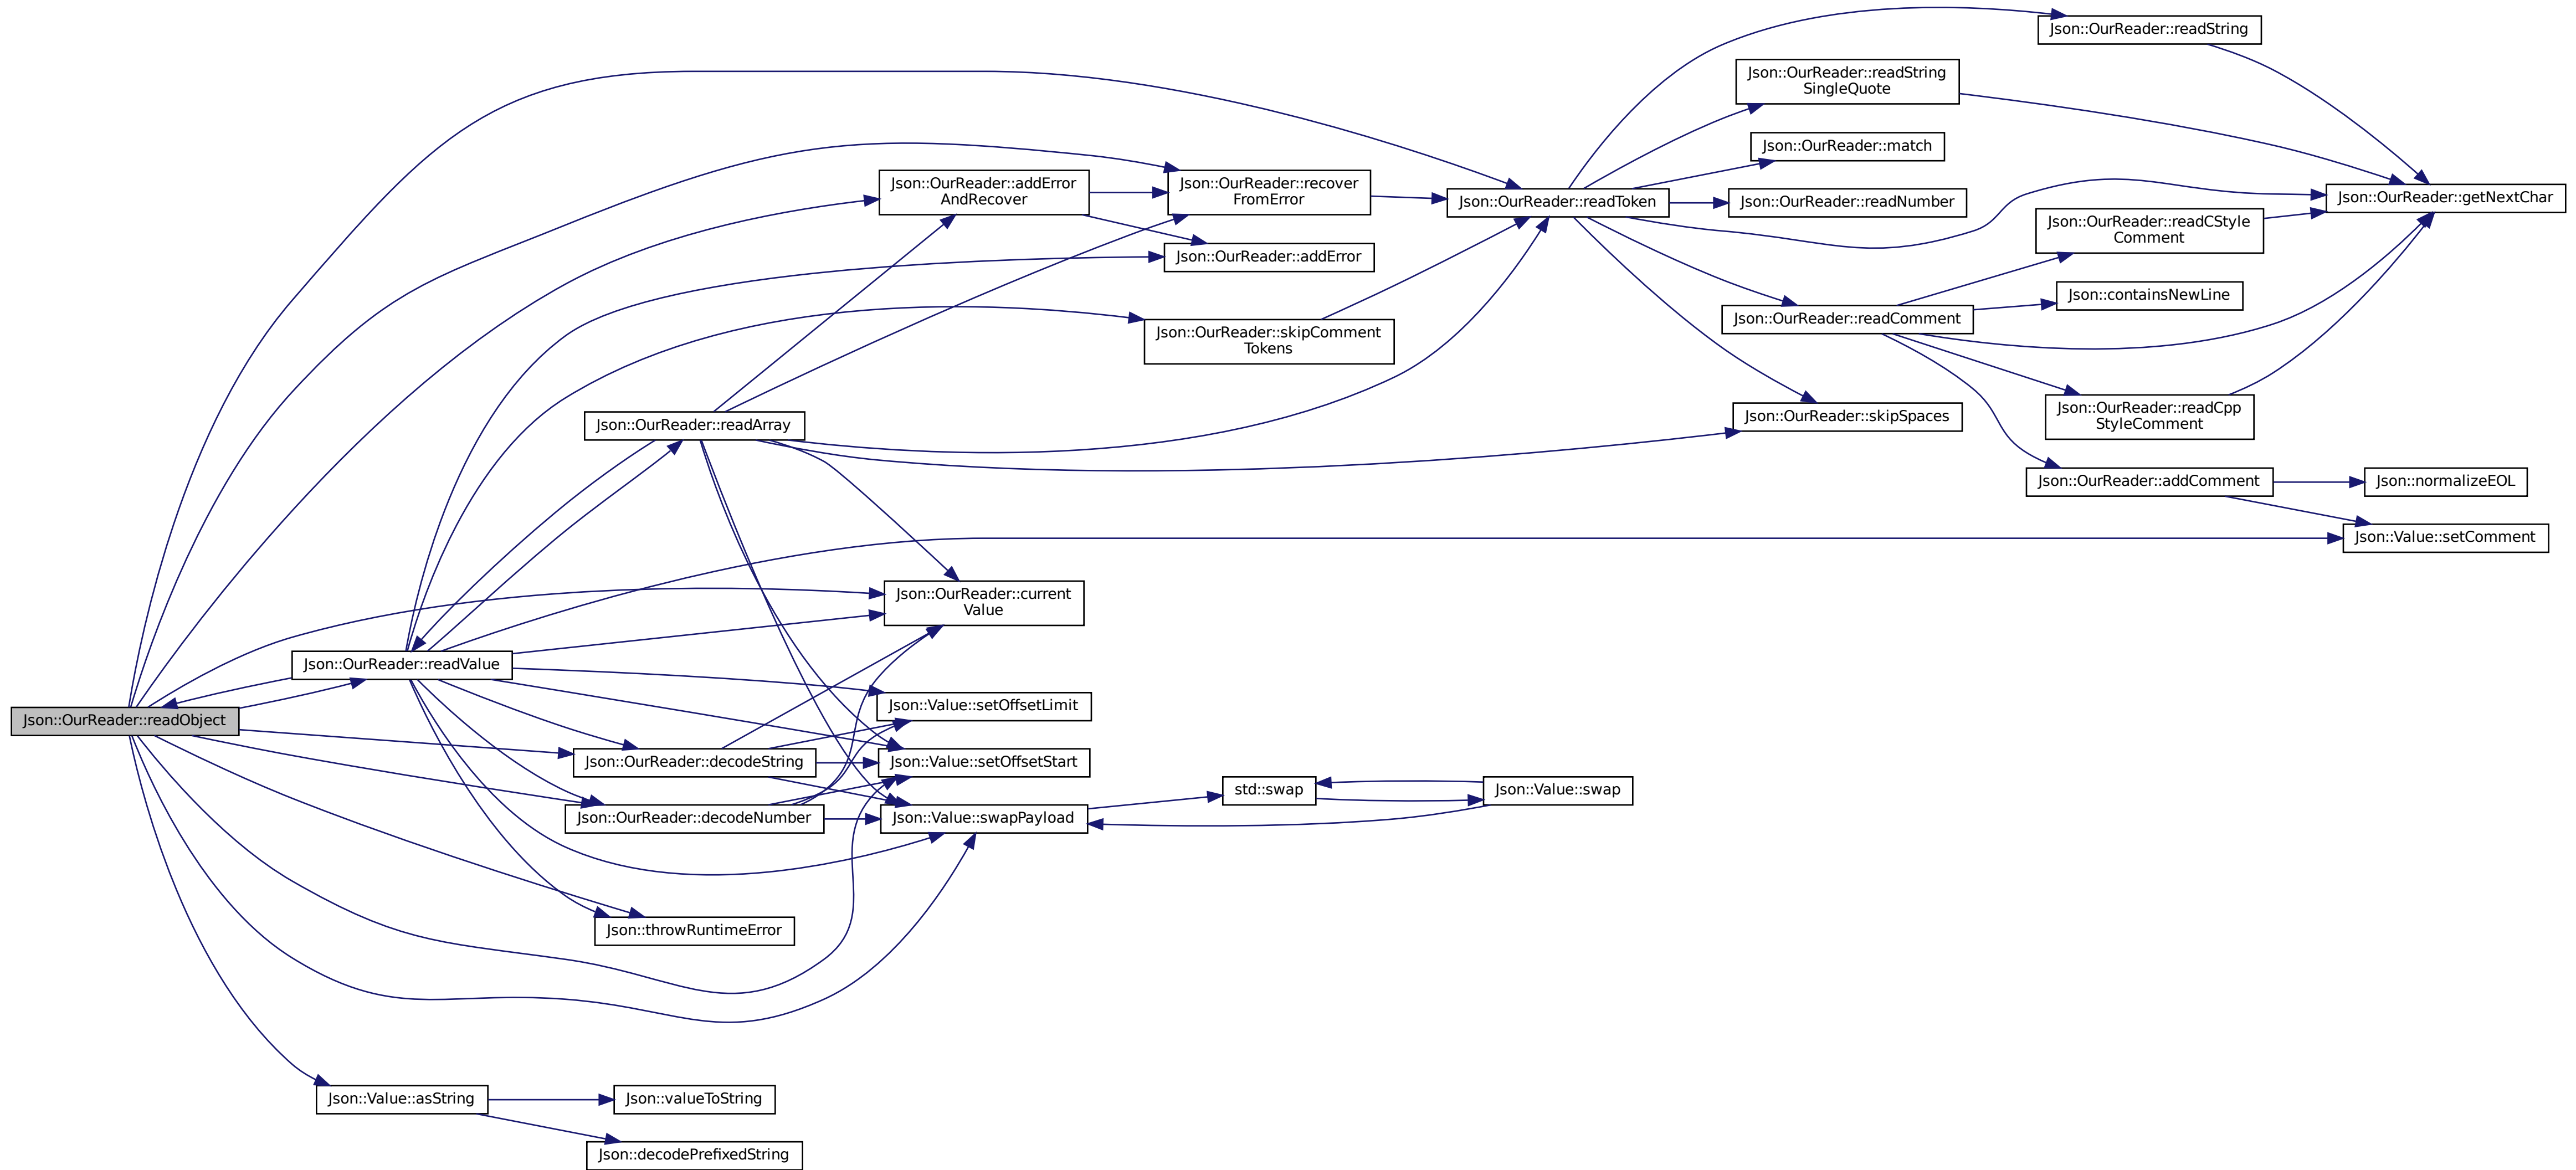 Json::OurReader::readObject
Json::OurReader::readValue
Json::OurReader::readArray
Json::OurReader::decodeString
Json::OurReader::decodeNumber
Json::throwRuntimeError
Json::Value::asString
Json::valueToString
Json::decodePrefixedString
Json::OurReader::addError
AndRecover
Json::OurReader::current
Value
Json::Value::setOffsetLimit
Json::Value::setOffsetStart
Json::Value::swapPayload
Json::OurReader::recover
FromError
Json::OurReader::addError
Json::OurReader::skipComment
Tokens
std::swap
Json::OurReader::readToken
Json::Value::swap
Json::OurReader::readString
SingleQuote
Json::OurReader::match
Json::OurReader::readNumber
Json::OurReader::readComment
Json::OurReader::skipSpaces
Json::OurReader::readString
Json::OurReader::readCStyle
Comment
Json::containsNewLine
Json::OurReader::readCpp
StyleComment
Json::OurReader::addComment
Json::OurReader::getNextChar
Json::normalizeEOL
Json::Value::setComment